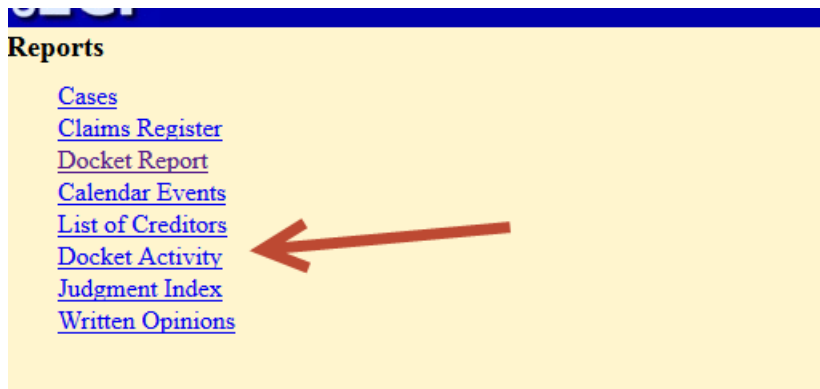 Reports
Cases
Claims Register
Docket Report
Calendar Events
List of Creditors
Docket Activity
Judgment Index
Written Opinions